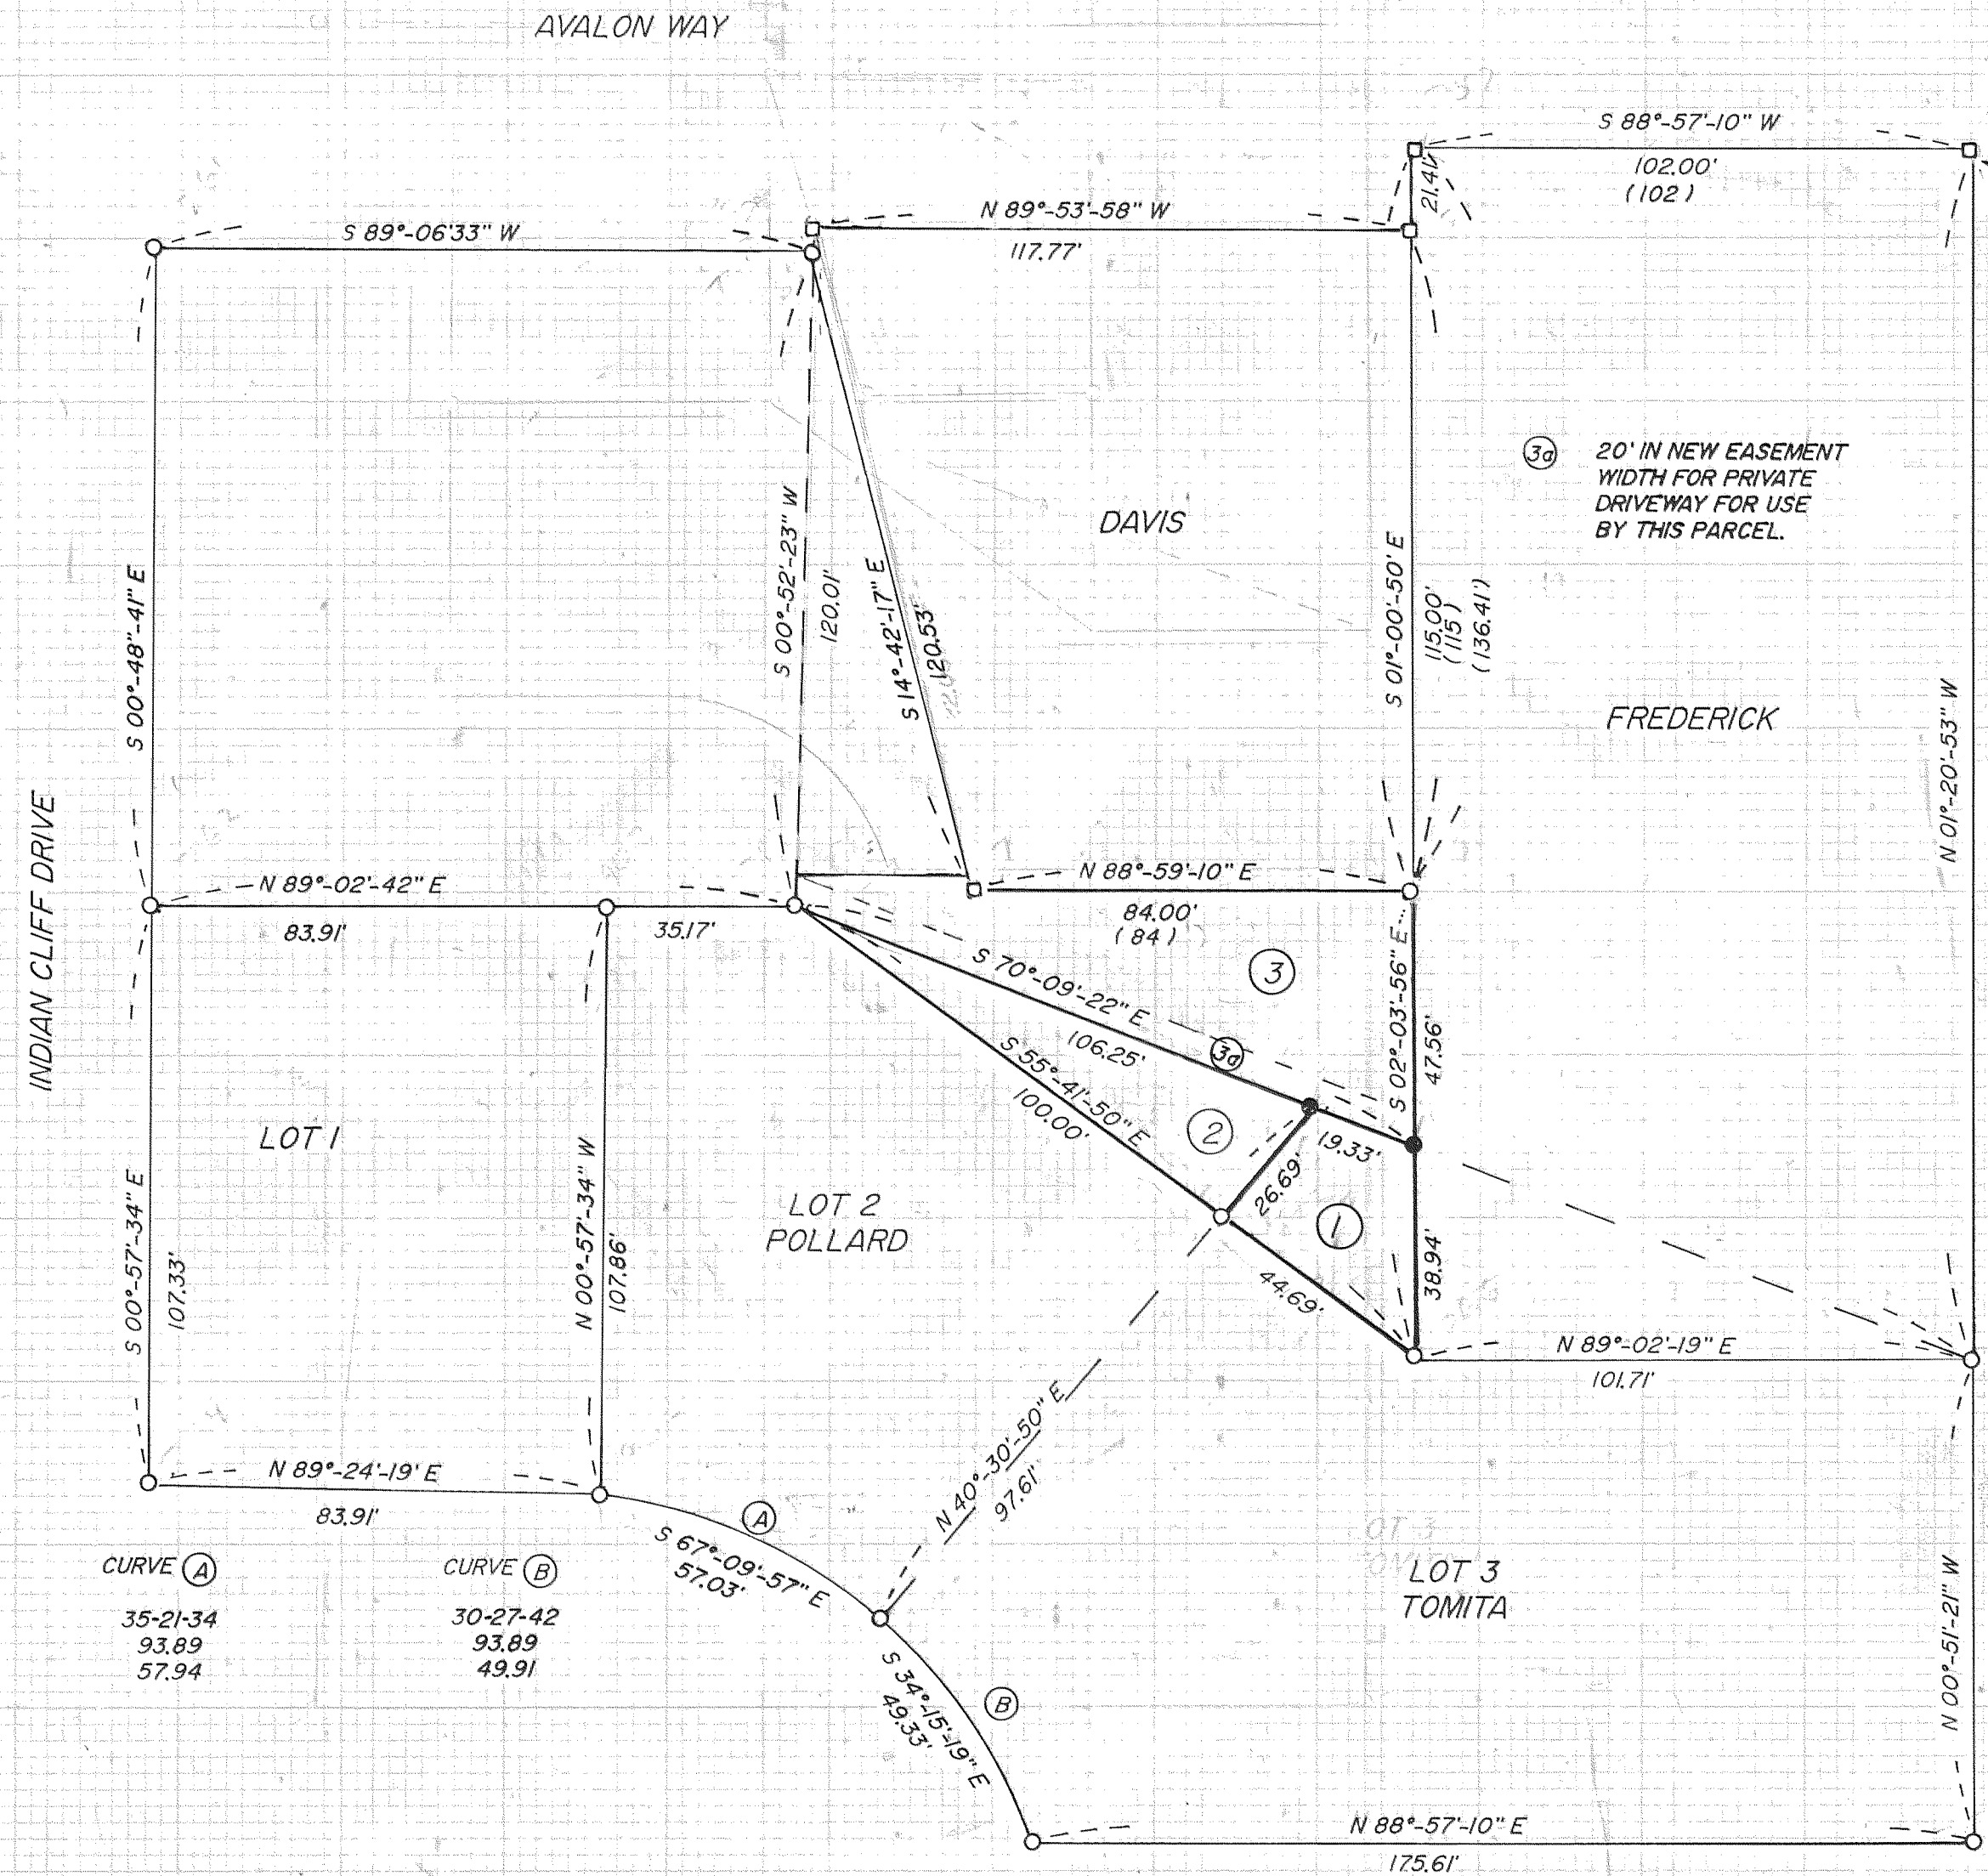 AVALON WAY
S 88°-57'-10" W
102.00'
(102)
21.41'
N 89°-53'-58" W
117.77'
S 89°-06'33" W
3a 20' IN NEW EASEMENT
WIDTH FOR PRIVATE
DRIVEWAY FOR USE
BY THIS PARCEL.
DAVIS
S 00°-48"-41" E
S 00°-52'-23" W
120.01'
S 14°-42'-17" E
120.53'
S 01°-00'-50' E
115.00'
(115)
(136.41')
FREDERICK
N 01°-20'-53" W
INDIAN CLIFF DRIVE
N 89°-02'-42" E
83.91'
35.17'
N 88°-59'-10" E
84.00'
(84)
3
S 70°-09'-22" E
106.25'
3a
S 02°-03'-56" E...
47.56'
S 55°-41'-50" E
100.00'
2
19.33'
26.69'
1
LOT 1
S 00°-57'-34" E
107.33'
N 00°-57'-34" W
107.86'
LOT 2
POLLARD
44.69'
38.94'
N 89°-02'-19" E
101.71'
N 40°-30'-50" E
97.61'
N 89°-24'-19' E
83.91'
A
S 67°-09'-57" E
57.03'
CURVE A
35-21-34
93.89
57.94
CURVE B
30-27-42
93.89
49.91
LOT 3
TOMITA
N 00°-51'-21" W
B
S 34°-15'-19" E
49.33'
N 88°-57'-10" E
175.61'